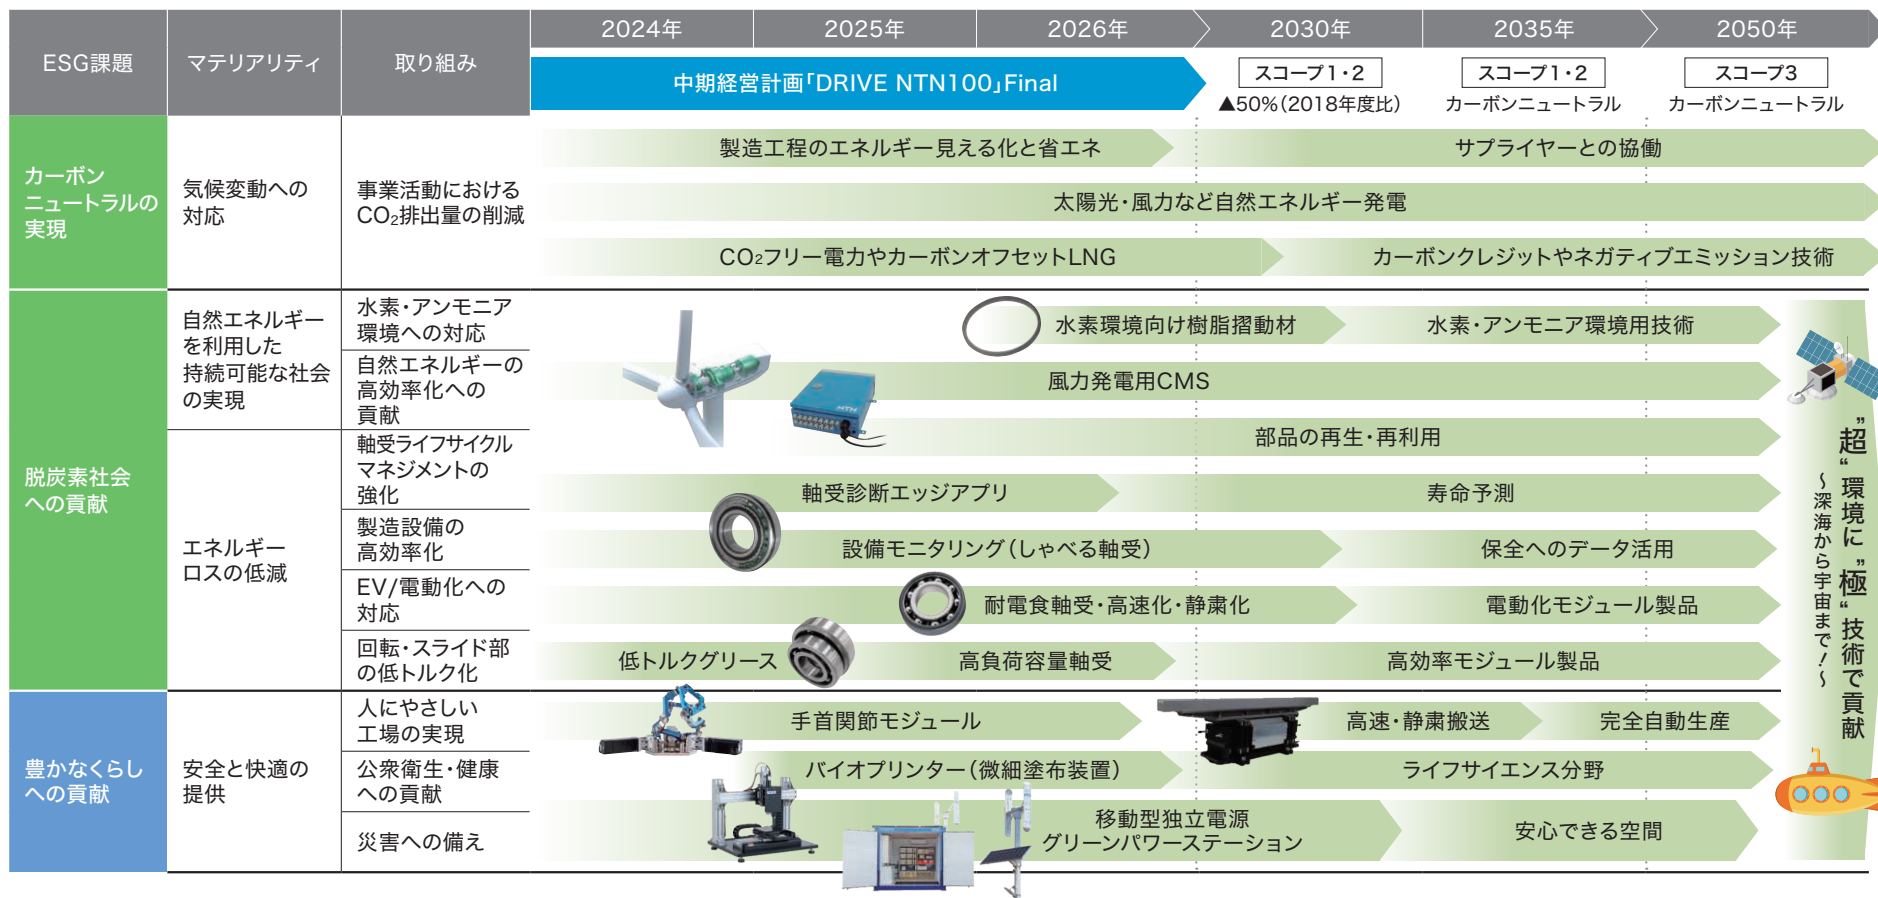 ESG課題
マテリアリティ
取り組み
2024年
2025年
2026年
2030年
2035年
2050年
中期経営計画「DRIVE NTN100」Final
スコープ1・2
▲50%(2018年度比)
スコープ1・2
カーボンニュートラル
スコープ3
カーボンニュートラル
カーボン
ニュートラルの
実現
気候変動への
対応
事業活動における
CO₂排出量の削減
製造工程のエネルギー見える化と省エネ
サプライヤーとの協働
太陽光・風力など自然エネルギー発電
CO₂フリー電力やカーボンオフセットLNG
カーボンクレジットやネガティブエミッション技術
脱炭素社会
への貢献
自然エネルギー
を利用した
持続可能な社会
の実現
水素・アンモニア
環境への対応
水素環境向け樹脂摺動材
水素・アンモニア環境用技術
自然エネルギーの
高効率化への
貢献
風力発電用CMS
NTN
エネルギー
ロスの低減
軸受ライフサイクル
マネジメントの
強化
部品の再生・再利用
軸受診断エッジアプリ
寿命予測
製造設備の
高効率化
設備モニタリング(しゃべる軸受)
保全へのデータ活用
EV/電動化への
対応
耐電食軸受・高速化・静粛化
電動化モジュール製品
回転・スライド部
の低トルク化
低トルクグリース
高負荷容量軸受
高効率モジュール製品
豊かなくらし
への貢献
安全と快適の
提供
人にやさしい
工場の実現
手首関節モジュール
高速・静粛搬送
完全自動生産
公衆衛生・健康
への貢献
バイオプリンター(微細塗布装置)
ライフサイエンス分野
災害への備え
移動型独立電源
グリーンパワーステーション
安心できる空間
”超“環境に”極“技術で貢献
〜深海から宇宙まで！〜